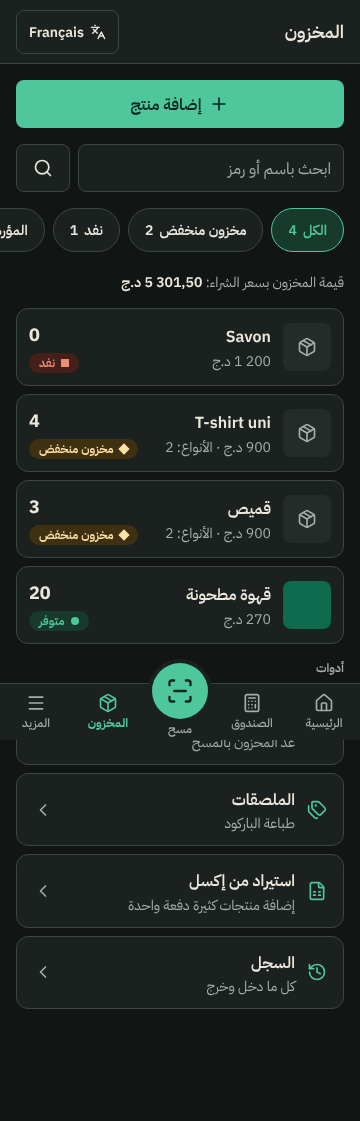 المخزون
Français
إضافة منتج
ابحث باسم أو رمز
الكل 4
مخزون منخفض 2
نفد 1
قيمة المخزون بسعر الشراء: 5 301,50 د.ج
Savon
0
1 200 د.ج
نفد
T-shirt uni
4
900 د.ج · الأنواع: 2
مخزون منخفض
قميص
3
900 د.ج · الأنواع: 2
مخزون منخفض
قهوة مطحونة
20
270 د.ج
متوفر
أدوات
الرئيسية
الصندوق
مسح
المخزون
المزيد
عد المخزون بالمسح
الملصقات
طباعة الباركود
استيراد من إكسل
إضافة منتجات كثيرة دفعة واحدة
السجل
كل ما دخل وخرج